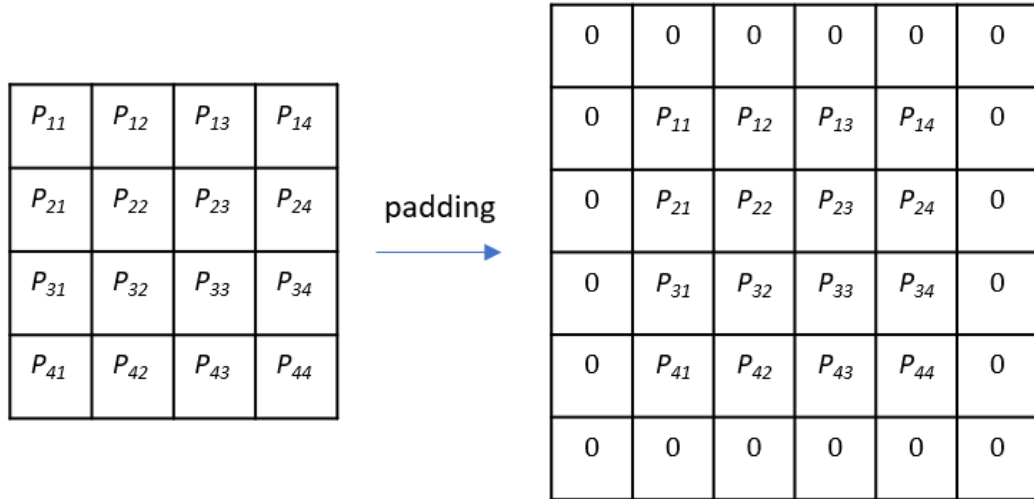 0 0 0 0 0 0
P11 P12 P13 P14
0 P11 P12 P13 P14 0
P21 P22 P23 P24
padding
0 P21 P22 P23 P24 0
P31 P32 P33 P34
0 P31 P32 P33 P34 0
P41 P42 P43 P44
0 P41 P42 P43 P44 0
0 0 0 0 0 0